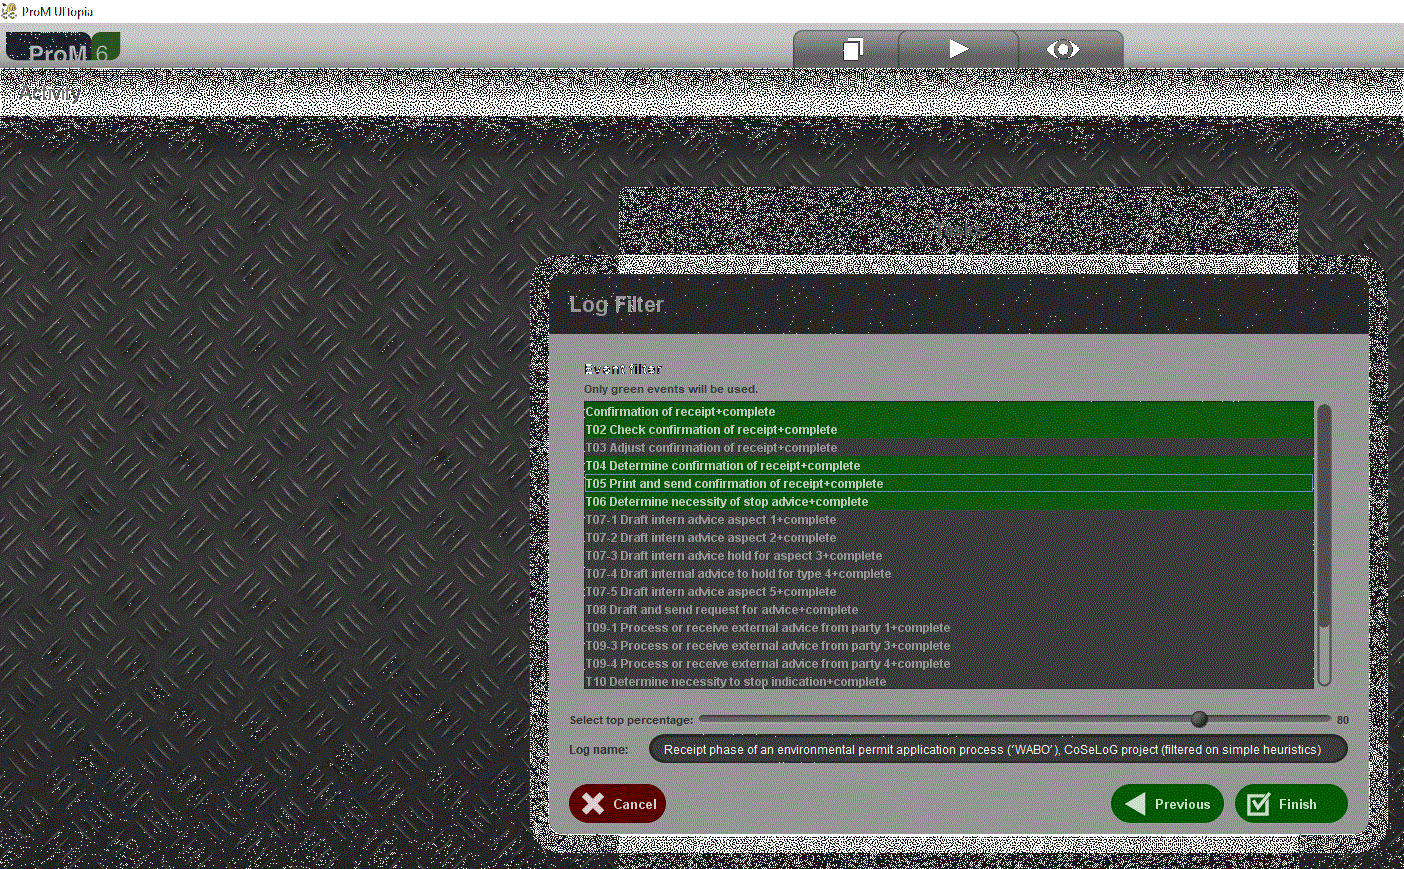 ProM UITopia
ProM 6
Activity
Log Filter
Event filter
Only green events will be used.
Confirmation of receipt+complete
T02 Check confirmation of receipt+complete
T03 Adjust confirmation of receipt+complete
T04 Determine confirmation of receipt+complete
T05 Print and send confirmation of receipt+complete
T06 Determine necessity of stop advice+complete
T07-1 Draft intern advice aspect 1+complete
T07-2 Draft intern advice aspect 2+complete
T07-3 Draft intern advice hold for aspect 3+complete
T07-4 Draft internal advice to hold for type 4+complete
T07-5 Draft intern advice aspect 5+complete
T08 Draft and send request for advice+complete
T09-1 Process or receive external advice from party 1+complete
T09-3 Process or receive external advice from party 3+complete
T09-4 Process or receive external advice from party 4+complete
T10 Determine necessity to stop indication+complete
Select top percentage: 80
Log name: Receipt phase of an environmental permit application process ('WABO'), CoSeLoG project (filtered on simple heuristics)
Cancel Previous Finish